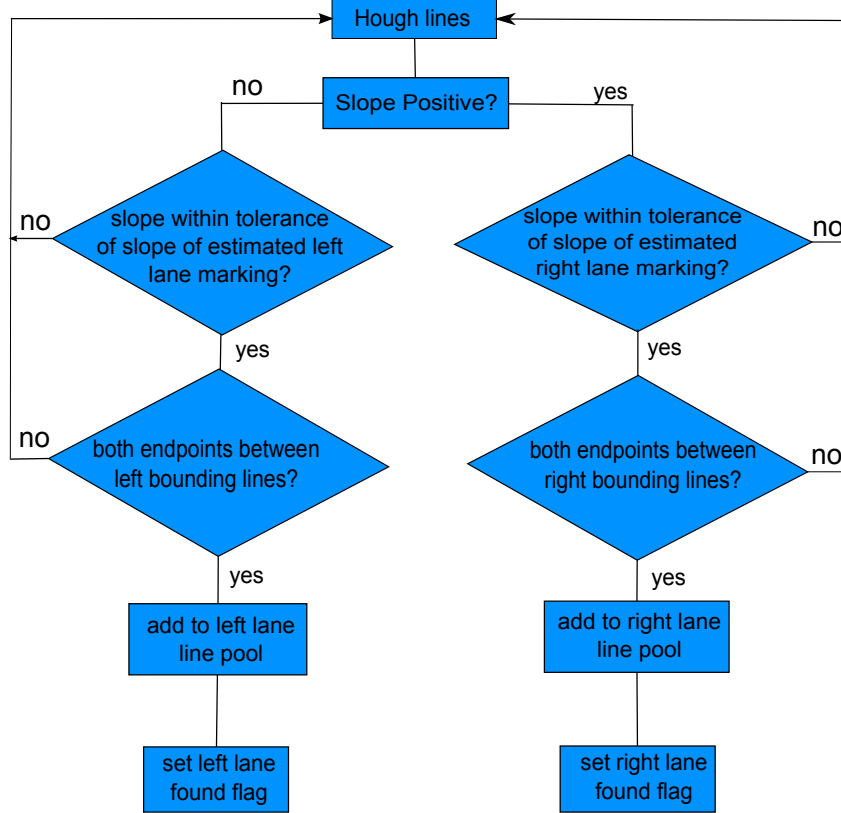 Hough lines
Slope Positive?
no
yes
slope within tolerance
of slope of estimated left
lane marking?
no
yes
both endpoints between
left bounding lines?
no
yes
add to left lane
line pool
set left lane
found flag
slope within tolerance
of slope of estimated
right lane marking?
no
yes
both endpoints between
right bounding lines?
no
yes
add to right lane
line pool
set right lane
found flag